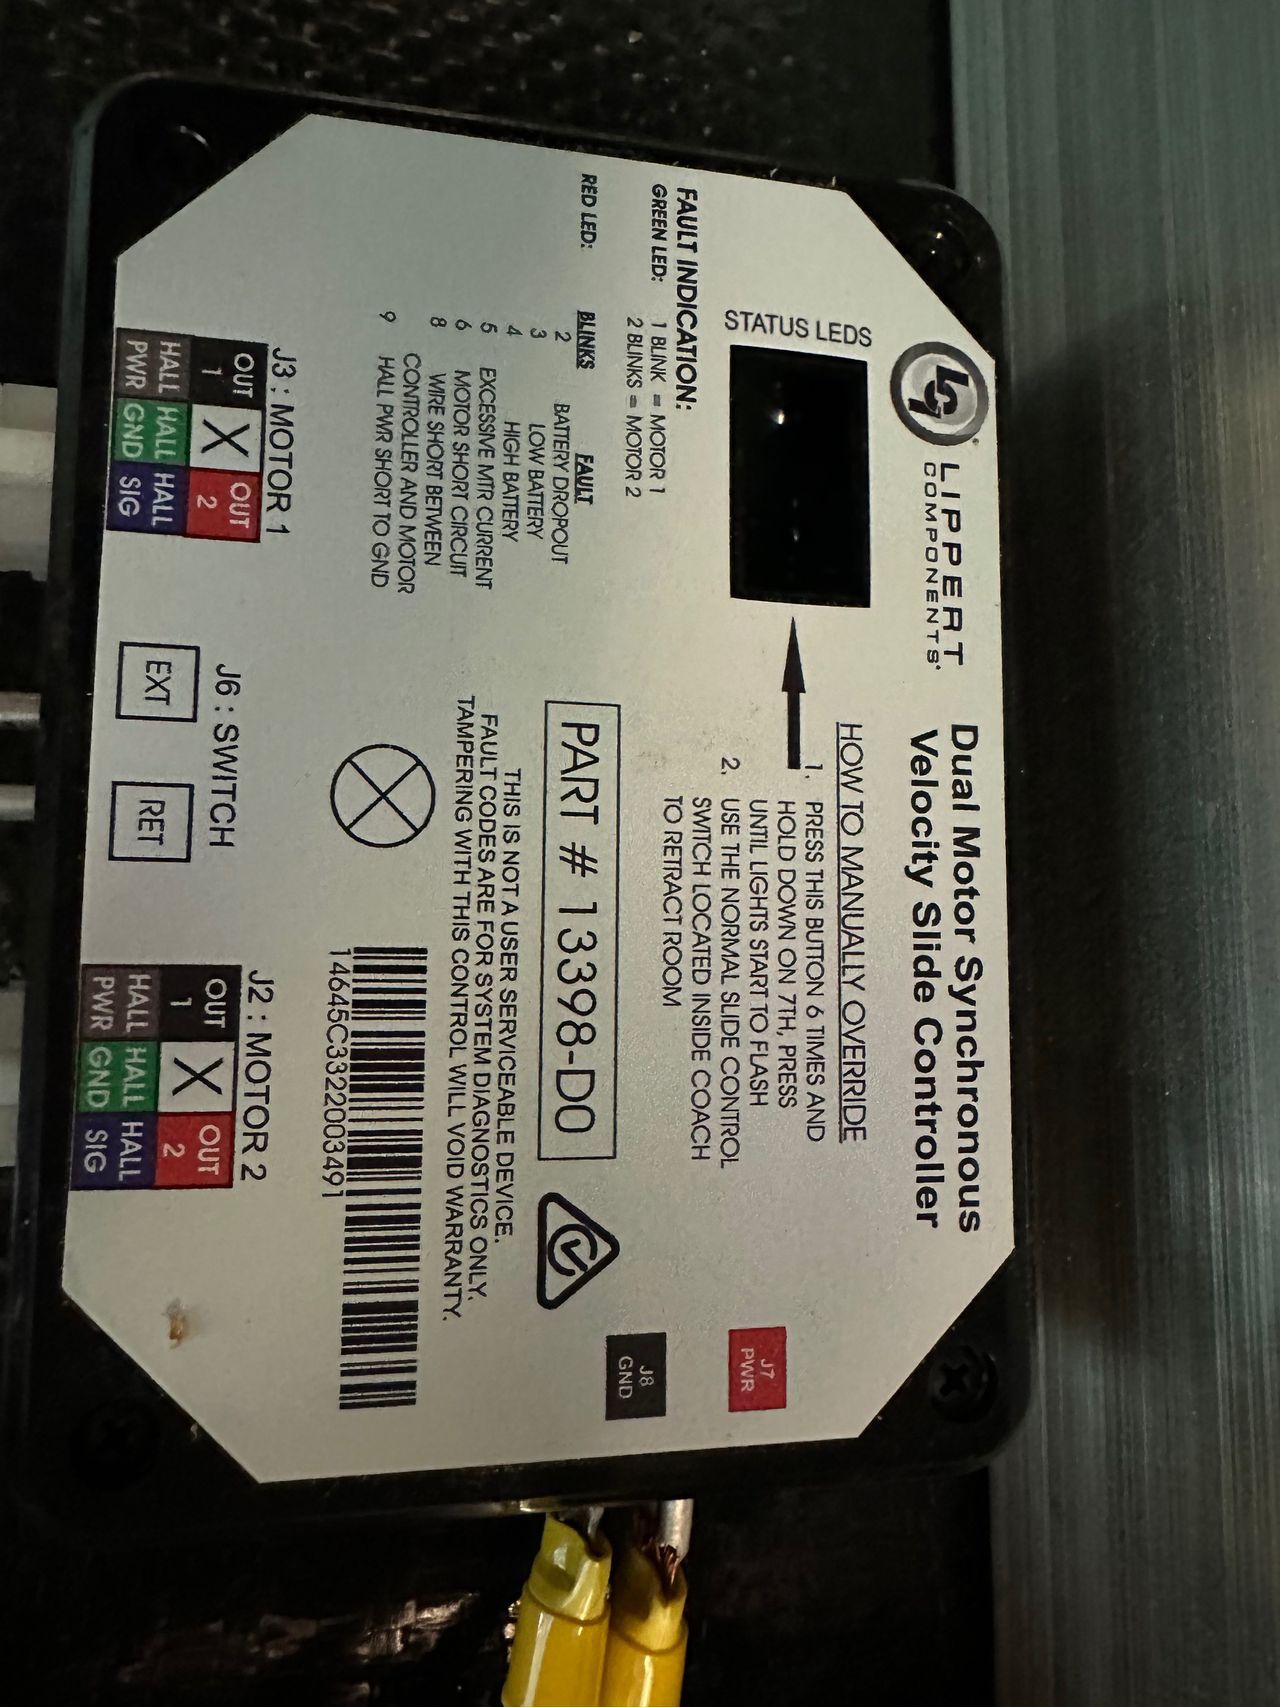 LCI
LIPPERT
COMPONENTS®
Dual Motor Synchronous
Velocity Slide Controller
STATUS LEDS
HOW TO MANUALLY OVERRIDE
1. PRESS THIS BUTTON 6 TIMES AND
HOLD DOWN ON 7TH, PRESS
UNTIL LIGHTS START TO FLASH
2. USE THE NORMAL SLIDE CONTROL
SWITCH LOCATED INSIDE COACH
TO RETRACT ROOM
J7
PWR
J8
GND
FAULT INDICATION:
GREEN LED: 1 BLINK = MOTOR 1
2 BLINKS = MOTOR 2
RED LED: BLINKS FAULT
2 BATTERY DROPOUT
3 LOW BATTERY
4 HIGH BATTERY
5 EXCESSIVE MTR CURRENT
6 MOTOR SHORT CIRCUIT
8 WIRE SHORT BETWEEN
CONTROLLER AND MOTOR
9 HALL PWR SHORT TO GND
PART # 13398-D0
THIS IS NOT A USER SERVICEABLE DEVICE.
FAULT CODES ARE FOR SYSTEM DIAGNOSTICS ONLY.
TAMPERING WITH THIS CONTROL WILL VOID WARRANTY.
14645C3322003491
J3 : MOTOR 1
OUT 1 X OUT 2
HALL PWR HALL GND HALL SIG
J6 : SWITCH
EXT RET
J2 : MOTOR 2
OUT 1 X OUT 2
HALL PWR HALL GND HALL SIG